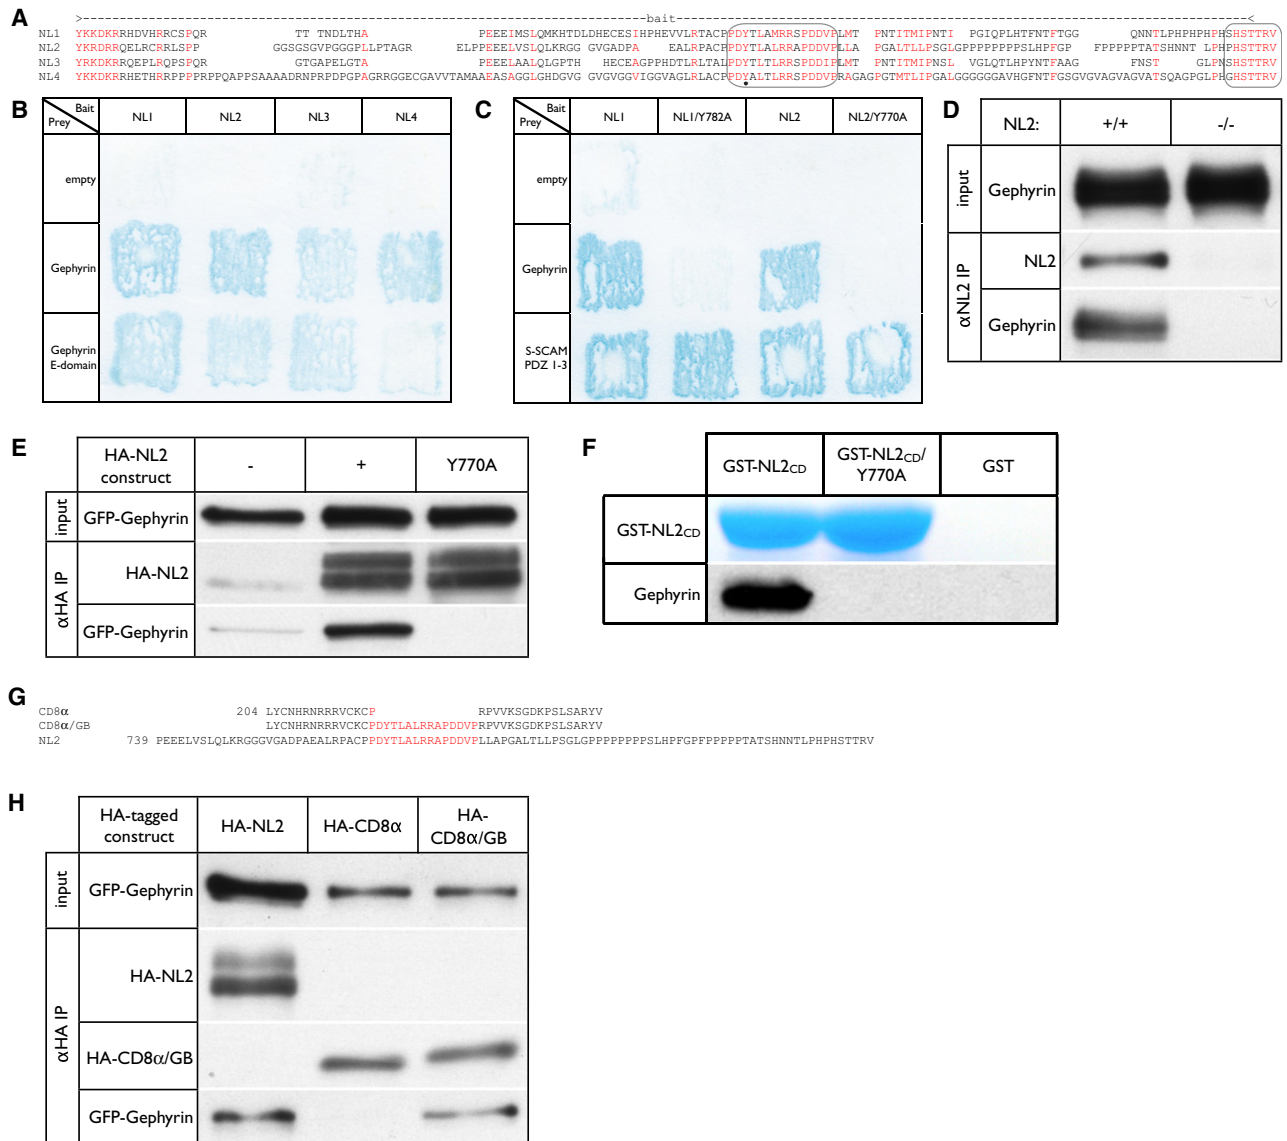 A
>---bait---<
NL1 YKKDKRRHDVHRRCSPQR TT TNDLTHA PEEEIMSLQMKHTDLDHECESIHPHEVVLRTACPPDYTLAMRRSPDDVPLMT PNTITMIPNTI PGIQPLHTFNTFTGG QNNTLPHPHPHPHSHSTTRV
NL2 YKRDRRQELRCRRLSPP GGSGSGVPGGGPLLPTAGR ELPPEEELVSLQLKRGG GVGADPA EALRPACPPDYTLALRRAPDDVPLLA PGALTLLPSGLGPPPPPPPPSLHPFGP FPPPPPTATSHNNT LPHPHSTTRV
NL3 YRKDKRRQEPLRQPSPQR GTGAPELGTA PEEELAALQLGPTH HECEAGPPHDTLRLTALPDYTLTLRRSPDDIPLMT PNTITMIPNSL VGLQTLHPYNTFAAG FNST GLPNSHSTTRV
NL4 YKKDKRRHETHRRPPPRPPQAPPSAAAADRNPRPDPGPAGRRGGECGAVVTAMAAEASAGGLGHDGVG GVGVGGVIGGVAGLRLACPPDYALTLRRSPDDVPRAGAGPGTMTLIPGALGGGGGGAVHGFNTFGSGVGVAGVAGVATSQAGPGLPHGHSTTRV
B
Bait
Prey
NL1 NL2 NL3 NL4
empty
Gephyrin
Gephyrin
E-domain
C
Bait
Prey
NL1 NL1/Y782A NL2 NL2/Y770A
empty
Gephyrin
S-SCAM
PDZ 1-3
D
NL2: +/+ -/-
input
Gephyrin
αNL2 IP
NL2
Gephyrin
E
HA-NL2
construct
- + Y770A
input
GFP-Gephyrin
αHA IP
HA-NL2
GFP-Gephyrin
F
GST-NL2CD GST-NL2CD/
Y770A
GST
GST-NL2CD
Gephyrin
G
CD8α 204 LYCNHRNRRRVCKCP RPVVKSGDKPSLSARYV
CD8α/GB LYCNHRNRRRVCKCPPDYTLALRRAPDDVPRPVVKSGDKPSLSARYV
NL2 739 PEEELVSLQLKRGGGVGADPAEALRPACPPDYTLALRRAPDDVPLLAPGALTLLPSGLGPPPPPPPPSLHPFGPFPPPPPTATSHNNTLPHPHSTTRV
H
HA-tagged
construct
HA-NL2 HA-CD8α HA-
CD8α/GB
input
GFP-Gephyrin
αHA IP
HA-NL2
HA-CD8α/GB
GFP-Gephyrin